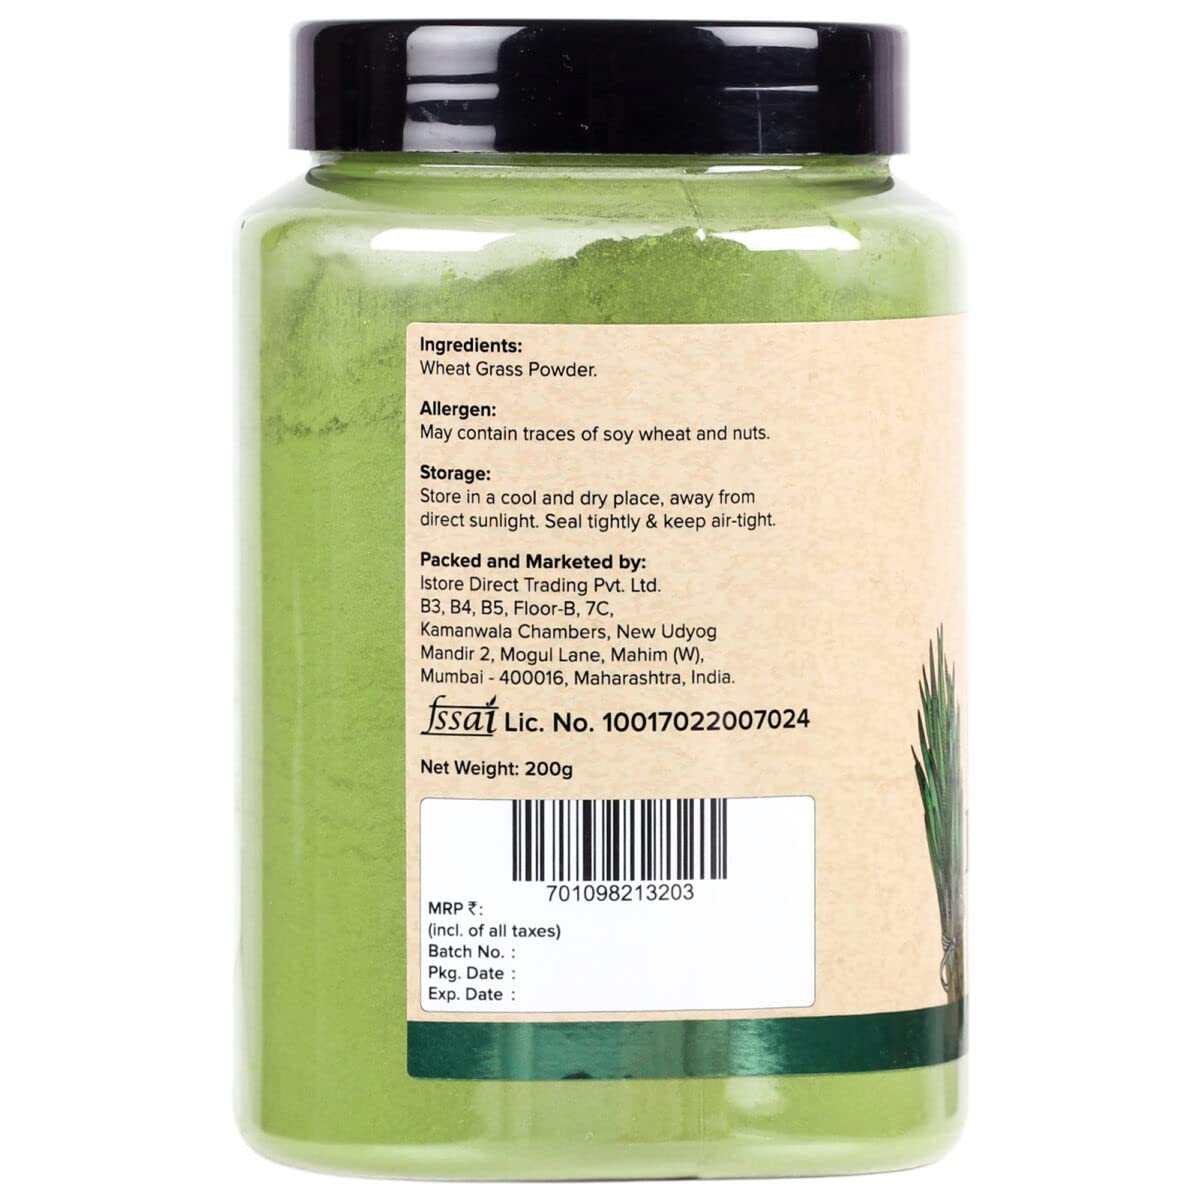 Ingredients:
Wheat Grass Powder.
Allergen:
May contain traces of soy wheat and nuts.
Storage:
Store in a cool and dry place, away from
direct sunlight. Seal tightly & keep air-tight.
Packed and Marketed by:
Istore Direct Trading Pvt. Ltd.
B3, B4, B5, Floor-B, 7C,
Kamanwala Chambers, New Udyog
Mandir 2, Mogul Lane, Mahim (W),
Mumbai - 400016, Maharashtra, India.
fssai Lic. No. 10017022007024
Net Weight: 200g
701098213203
MRP ₹:
(incl. of all taxes)
Batch No. :
Pkg. Date :
Exp. Date :